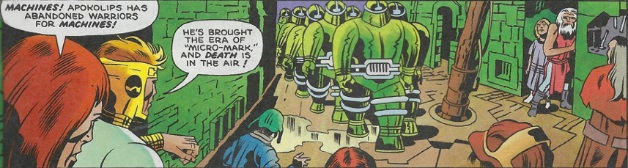 MACHINES! APOKOLIPS HAS
ABANDONED WARRIORS
FOR MACHINES!
HE'S BROUGHT
THE ERA OF
"MICRO-MARK,"
AND DEATH IS
IN THE AIR!